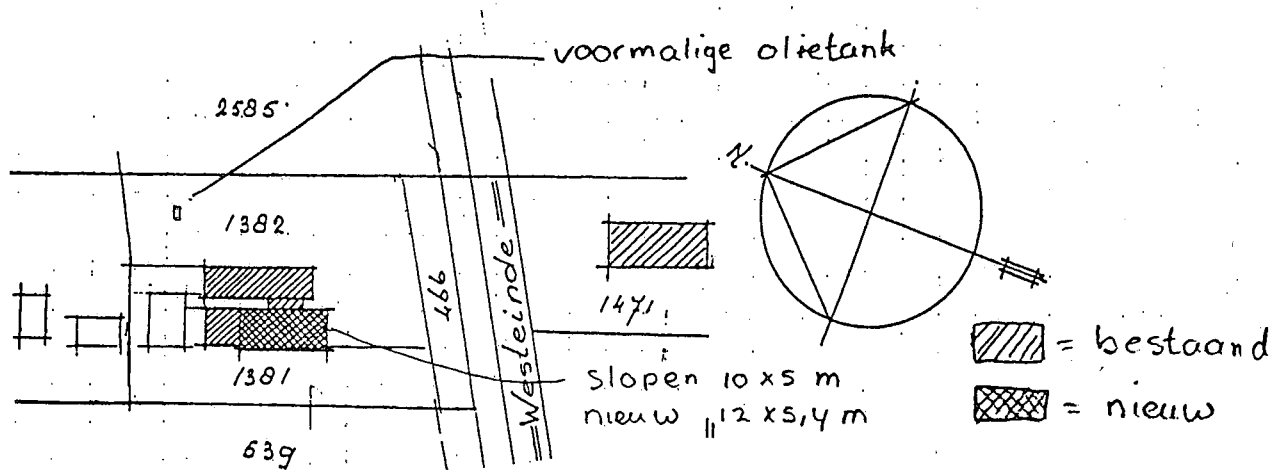 voormalige olietank
2585
N.
1382
466
=Westeinde=
1471
1381
slopen 10 x 5 m
nieuw 12 x 5,4 m
= bestaand
= nieuw
639